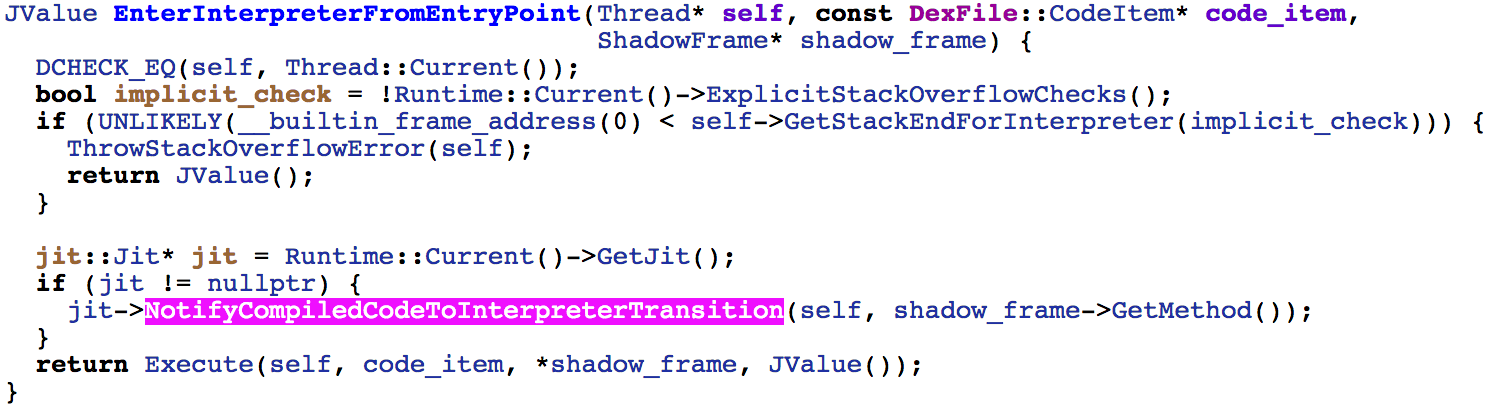 JValue EnterInterpreterFromEntryPoint(Thread* self, const DexFile::CodeItem* code_item,
                                      ShadowFrame* shadow_frame) {
  DCHECK_EQ(self, Thread::Current());
  bool implicit_check = !Runtime::Current()->ExplicitStackOverflowChecks();
  if (UNLIKELY(__builtin_frame_address(0) < self->GetStackEndForInterpreter(implicit_check))) {
    ThrowStackOverflowError(self);
    return JValue();
  }

  jit::Jit* jit = Runtime::Current()->GetJit();
  if (jit != nullptr) {
    jit->NotifyCompiledCodeToInterpreterTransition(self, shadow_frame->GetMethod());
  }
  return Execute(self, code_item, *shadow_frame, JValue());
}